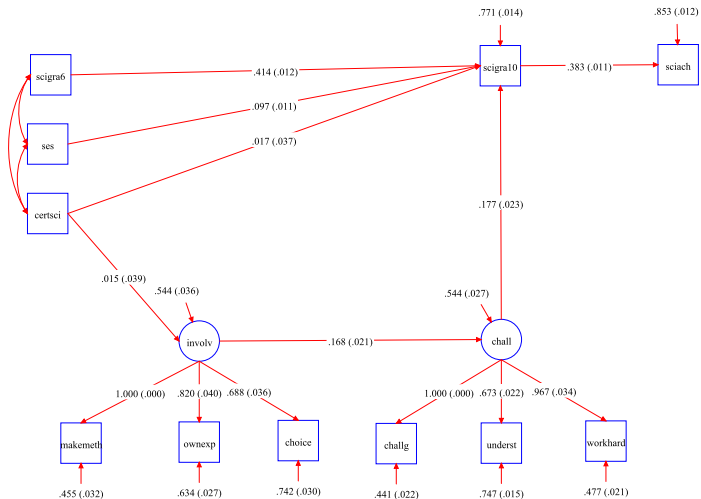 .771 (.014)
.853 (.012)
scigra6
scigra10
sciach
.414 (.012)
.383 (.011)
.097 (.011)
ses
.017 (.037)
certsci
.177 (.023)
.015 (.039)
.544 (.036)
.544 (.027)
involv
.168 (.021)
chall
1.000 (.000)
.820 (.040)
.688 (.036)
1.000 (.000)
.673 (.022)
.967 (.034)
makemeth
ownexp
choice
challg
underst
workhard
.455 (.032)
.634 (.027)
.742 (.030)
.441 (.022)
.747 (.015)
.477 (.021)